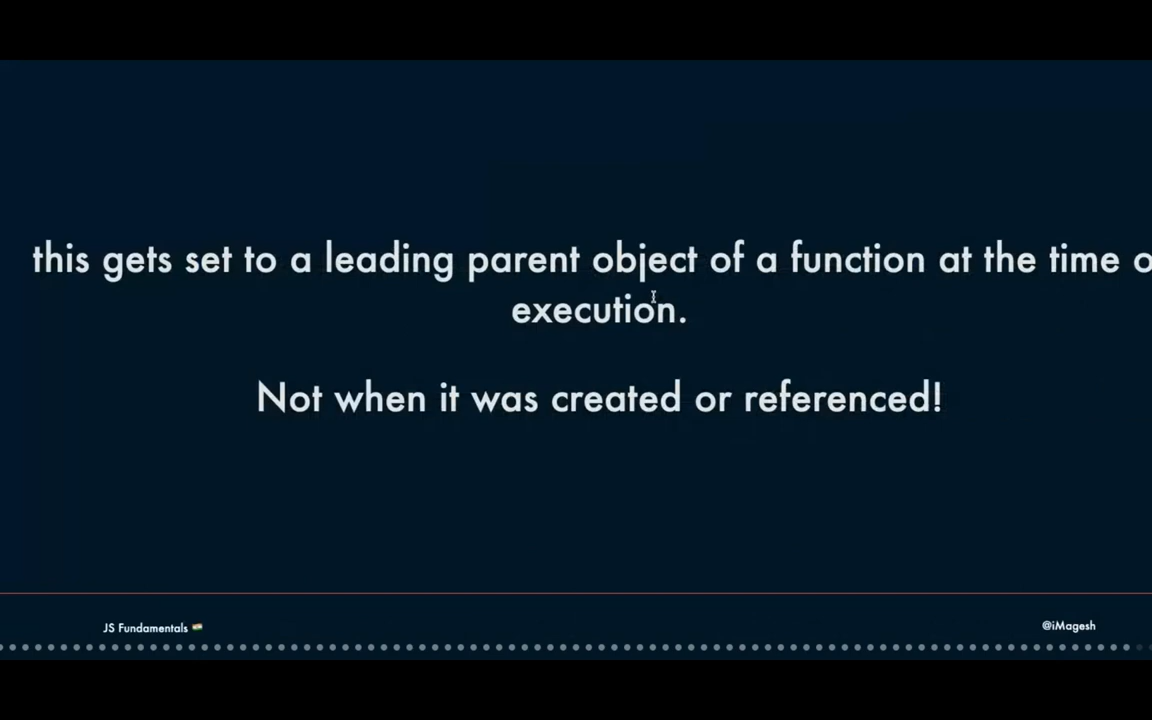 this gets set to a leading parent object of a function at the time o
execution.
Not when it was created or referenced!
JS Fundamentals 🇮🇳
@iMagesh